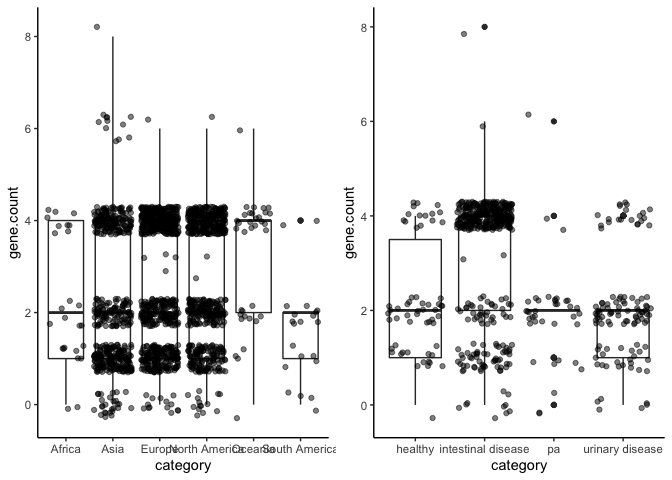 8
6
4
2
0
gene.count
Africa Asia Europe North America Oceania South America
category
8
6
4
2
0
gene.count
healthy intestinal disease pa urinary disease
category